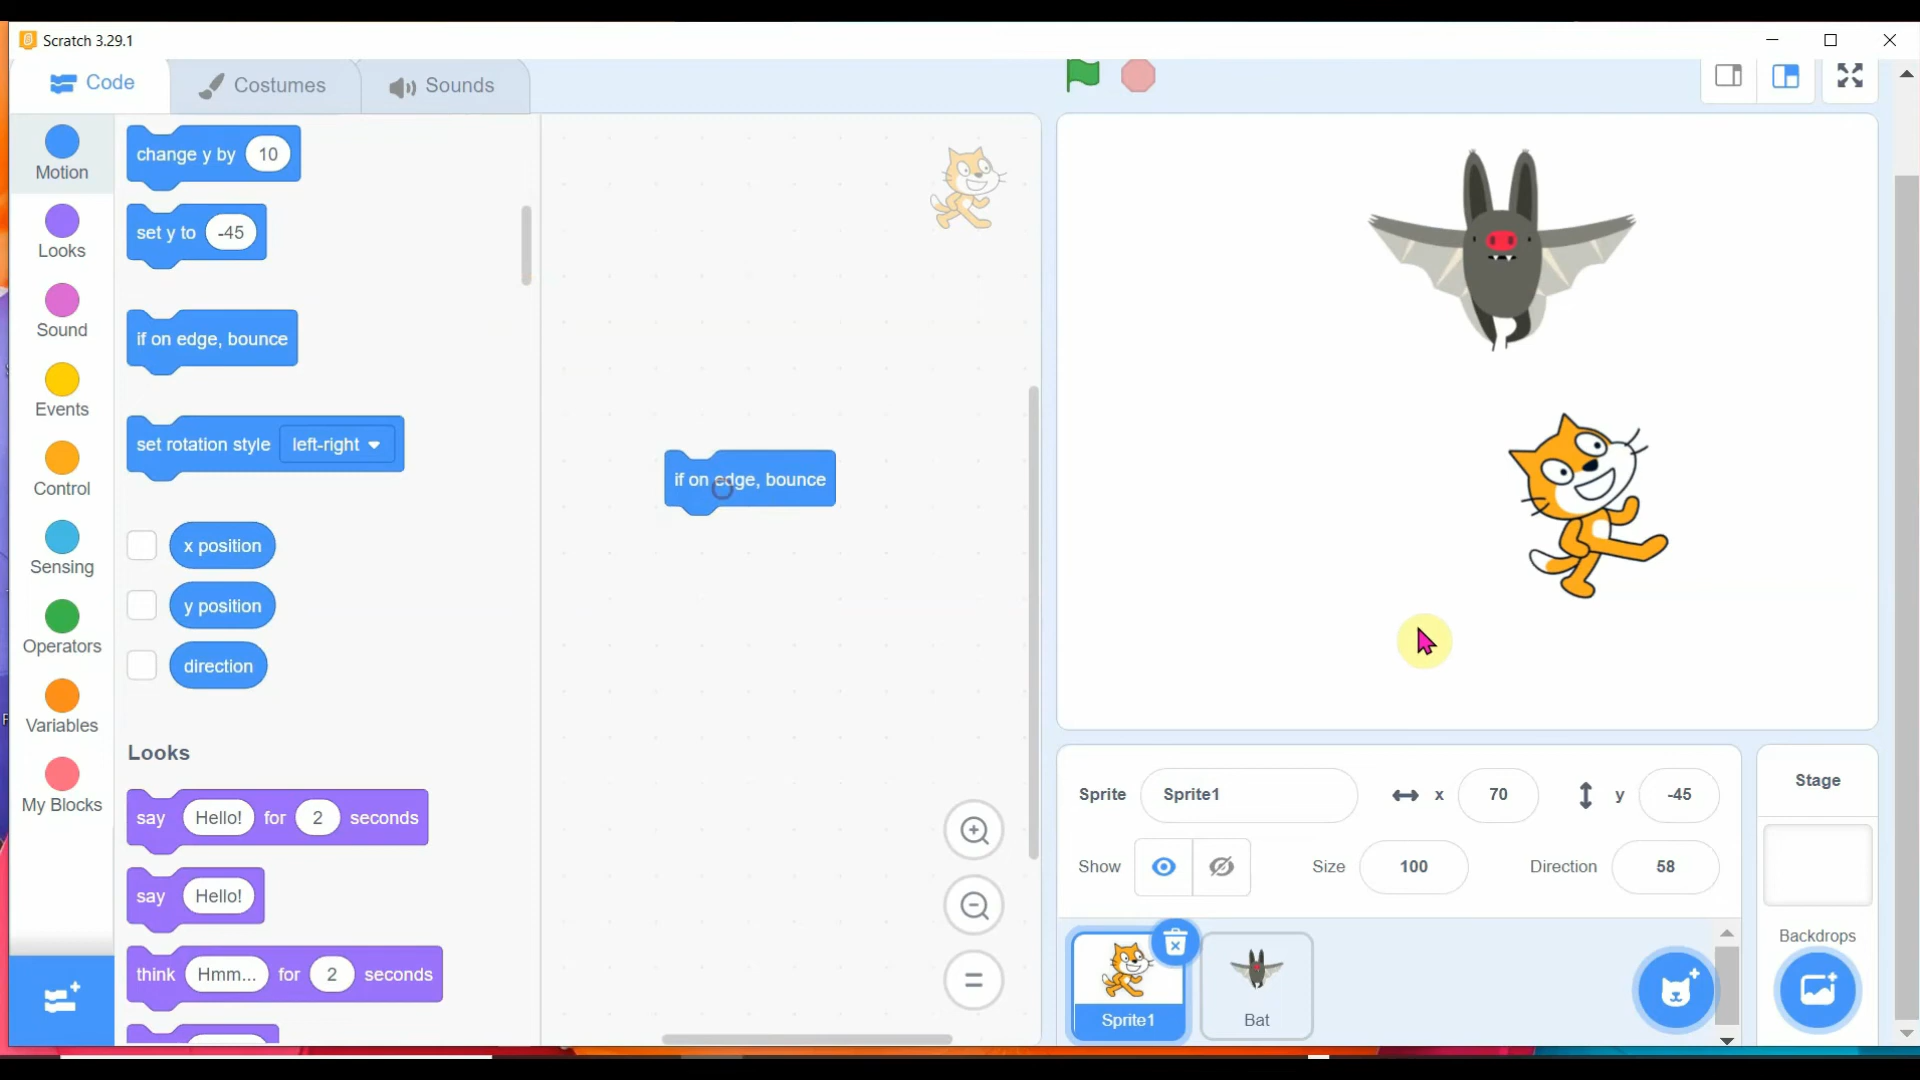 Scratch 3.29.1
Code
Costumes
Sounds
Motion
Looks
Sound
Events
Control
Sensing
Operators
Variables
My Blocks
change y by 10
set y to -45
if on edge, bounce
set rotation style left-right
x position
y position
direction
Looks
say Hello! for 2 seconds
say Hello!
think Hmm... for 2 seconds
if on edge, bounce
Sprite Sprite1 x 70 y -45
Show Size 100 Direction 58
Sprite1
Bat
Stage
Backdrops